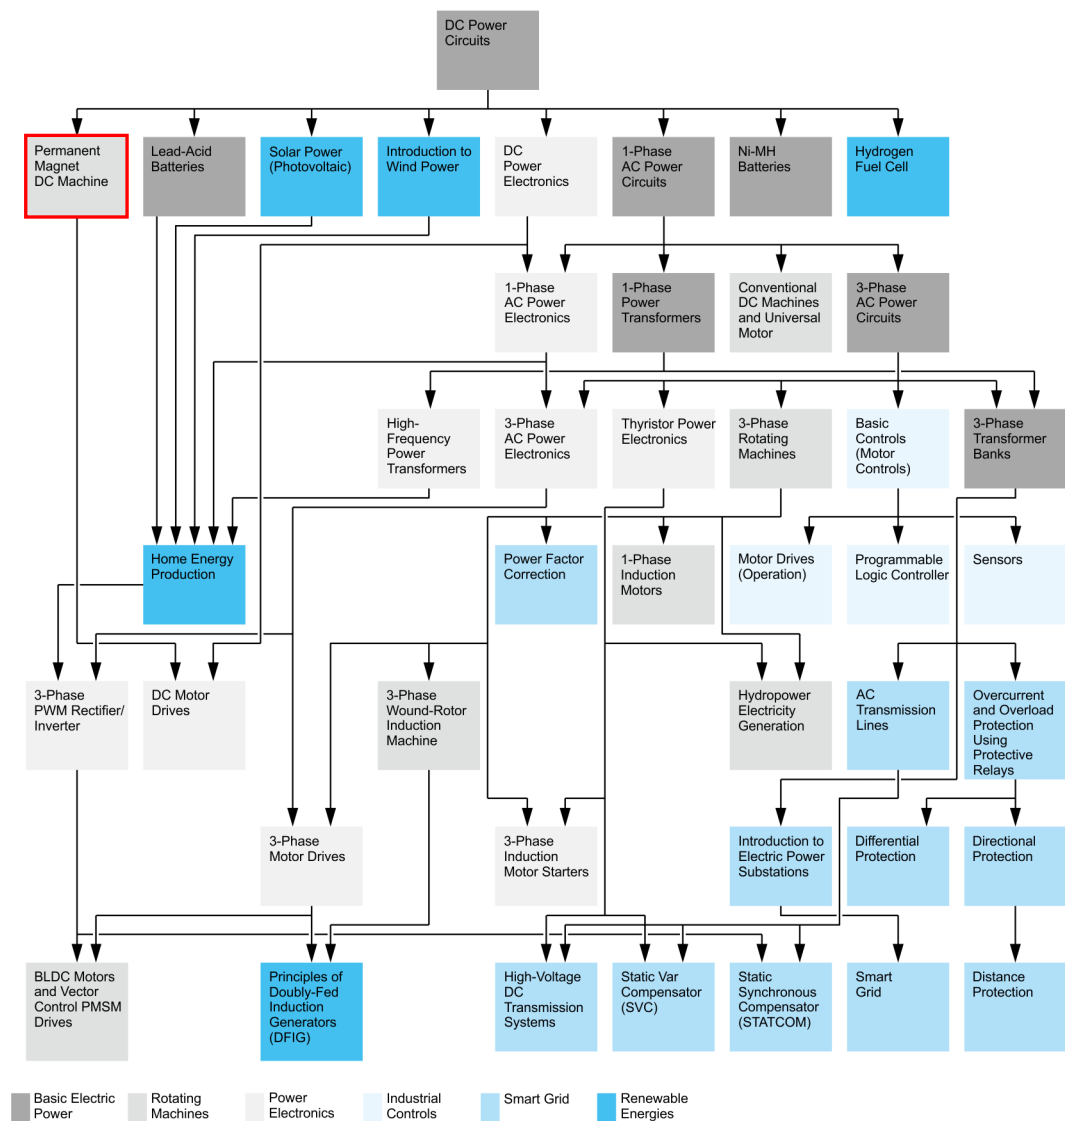 DC Power
Circuits
Permanent
Magnet
DC Machine
Lead-Acid
Batteries
Solar Power
(Photovoltaic)
Introduction to
Wind Power
DC
Power
Electronics
1-Phase
AC Power
Circuits
Ni-MH
Batteries
Hydrogen
Fuel Cell
1-Phase
AC Power
Electronics
1-Phase
Power
Transformers
Conventional
DC Machines
and Universal
Motor
3-Phase
AC Power
Circuits
High-
Frequency
Power
Transformers
3-Phase
AC Power
Electronics
Thyristor Power
Electronics
3-Phase
Rotating
Machines
Basic
Controls
(Motor
Controls)
3-Phase
Transformer
Banks
Home Energy
Production
Power Factor
Correction
1-Phase
Induction
Motors
Motor Drives
(Operation)
Programmable
Logic Controller
Sensors
3-Phase
PWM Rectifier/
Inverter
DC Motor
Drives
3-Phase
Wound-Rotor
Induction
Machine
Hydropower
Electricity
Generation
AC
Transmission
Lines
Overcurrent
and Overload
Protection
Using
Protective
Relays
3-Phase
Motor Drives
3-Phase
Induction
Motor Starters
Introduction to
Electric Power
Substations
Differential
Protection
Directional
Protection
BLDC Motors
and Vector
Control PMSM
Drives
Principles of
Doubly-Fed
Induction
Generators
(DFIG)
High-Voltage
DC
Transmission
Systems
Static Var
Compensator
(SVC)
Static
Synchronous
Compensator
(STATCOM)
Smart
Grid
Distance
Protection
Basic Electric
Power
Rotating
Machines
Power
Electronics
Industrial
Controls
Smart Grid
Renewable
Energies